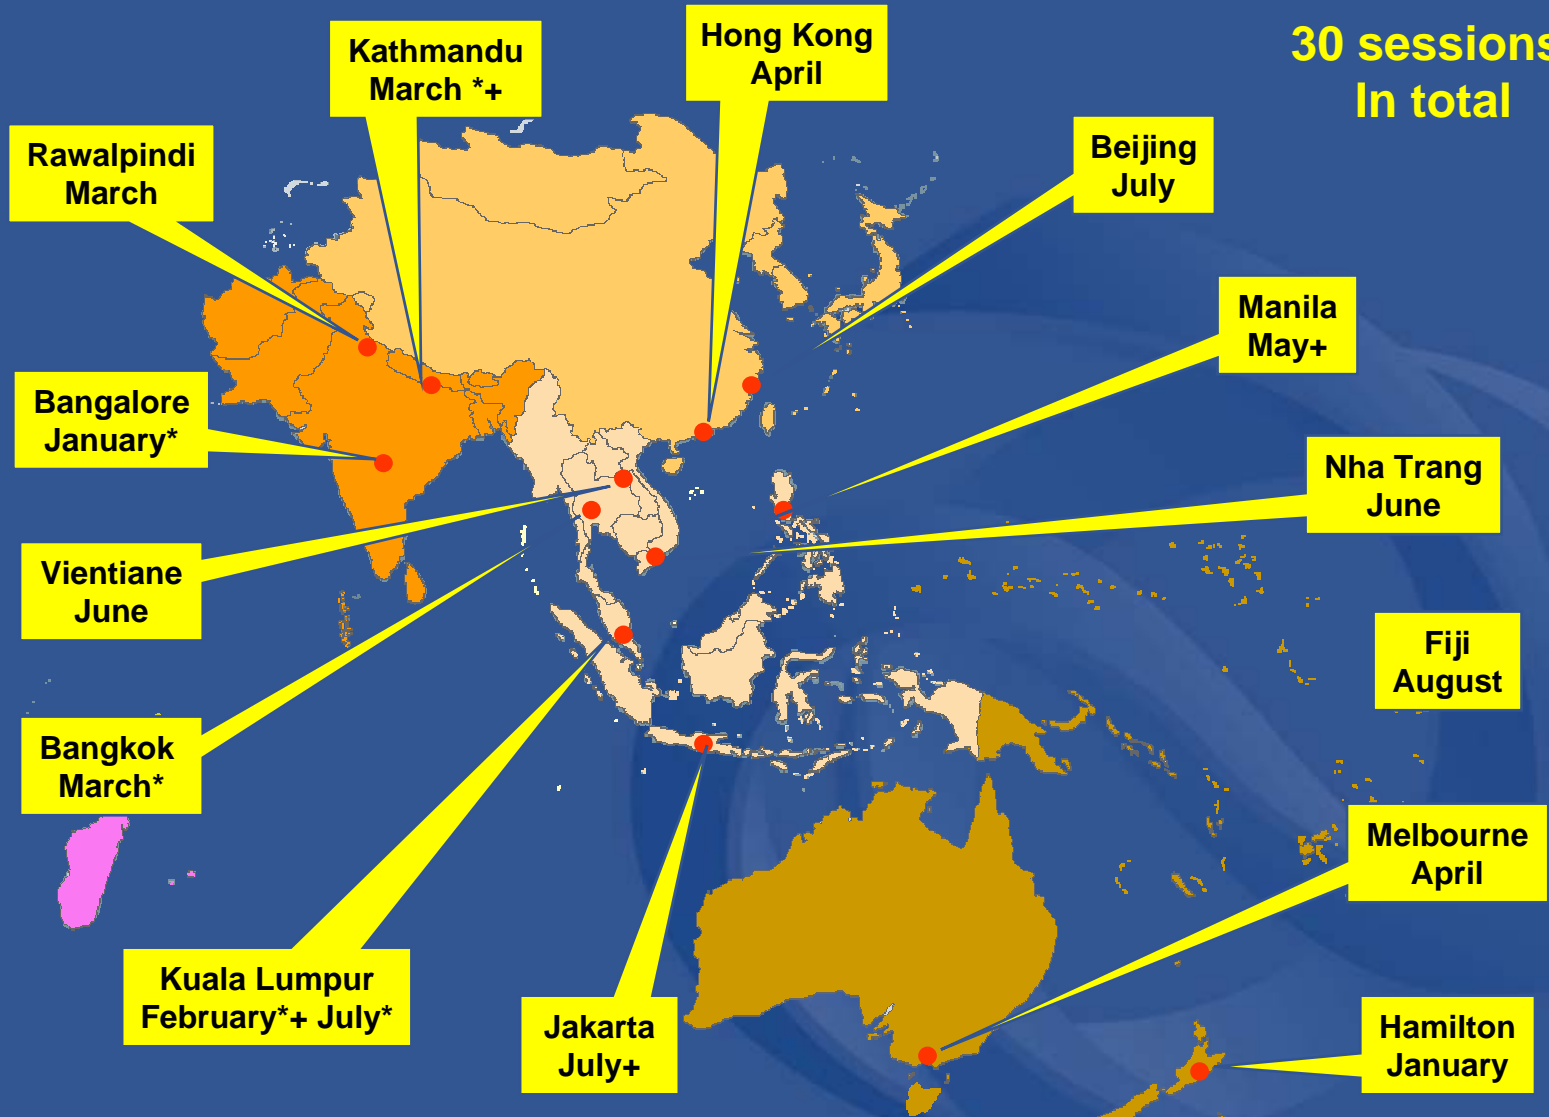 30 sessions
In total
Kathmandu
March *+
Hong Kong
April
Rawalpindi
March
Beijing
July
Manila
May+
Bangalore
January*
Nha Trang
June
Vientiane
June
Fiji
August
Bangkok
March*
Melbourne
April
Kuala Lumpur
February*+ July*
Jakarta
July+
Hamilton
January